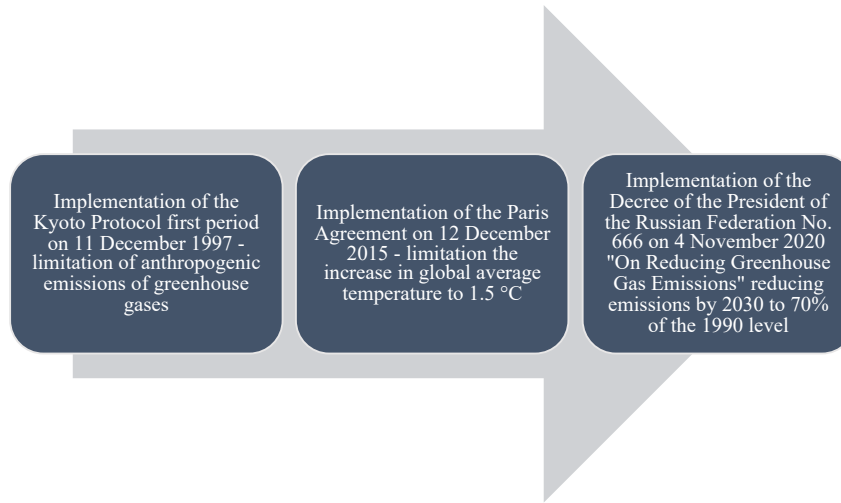 Implementation of the
Kyoto Protocol first period
on 11 December 1997 -
limitation of anthropogenic
emissions of greenhouse
gases
Implementation of the Paris
Agreement on 12 December
2015 - limitation the
increase in global average
temperature to 1.5 °C
Implementation of the
Decree of the President of
the Russian Federation No.
666 on 4 November 2020
"On Reducing Greenhouse
Gas Emissions" reducing
emissions by 2030 to 70%
of the 1990 level